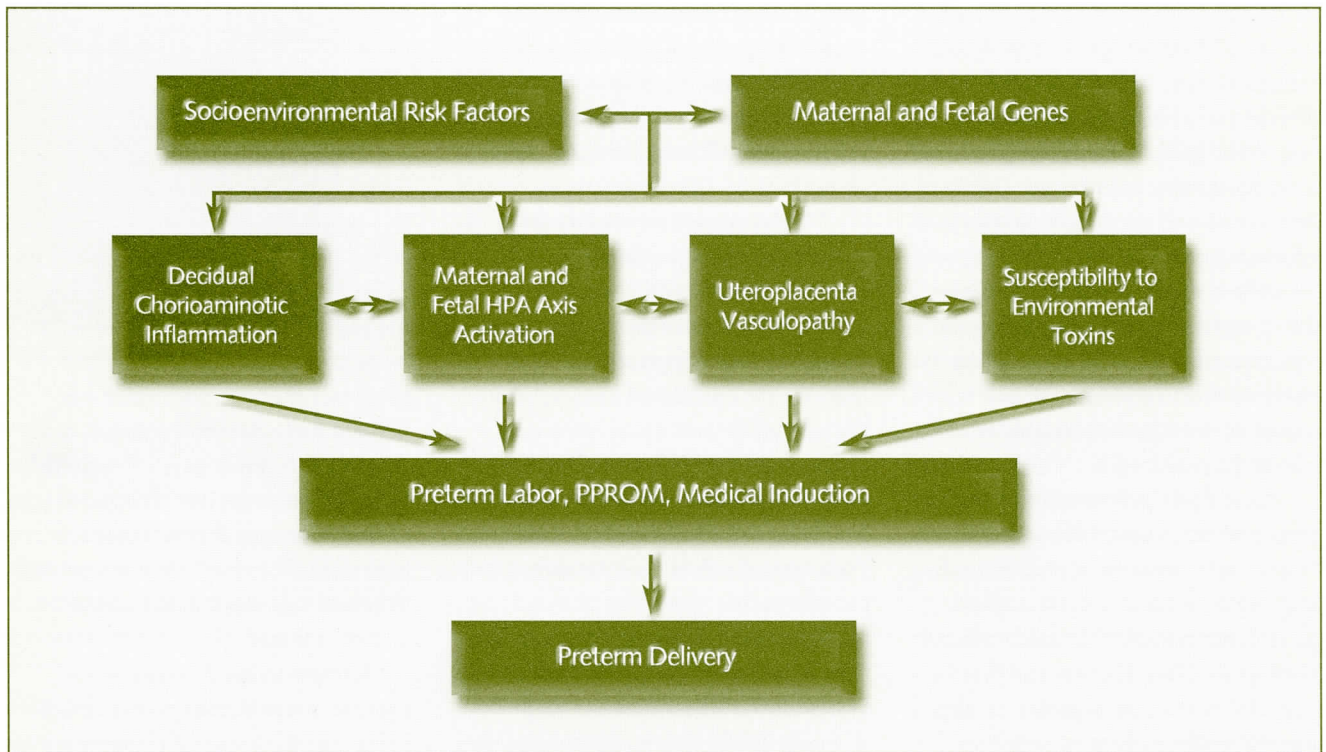 Socioenvironmental Risk Factors
Maternal and Fetal Genes
Decidual
Chorioaminotic
Inflammation
Maternal and
Fetal HPA Axis
Activation
Uteroplacenta
Vasculopathy
Susceptibility to
Environmental
Toxins
Preterm Labor, PPROM, Medical Induction
Preterm Delivery